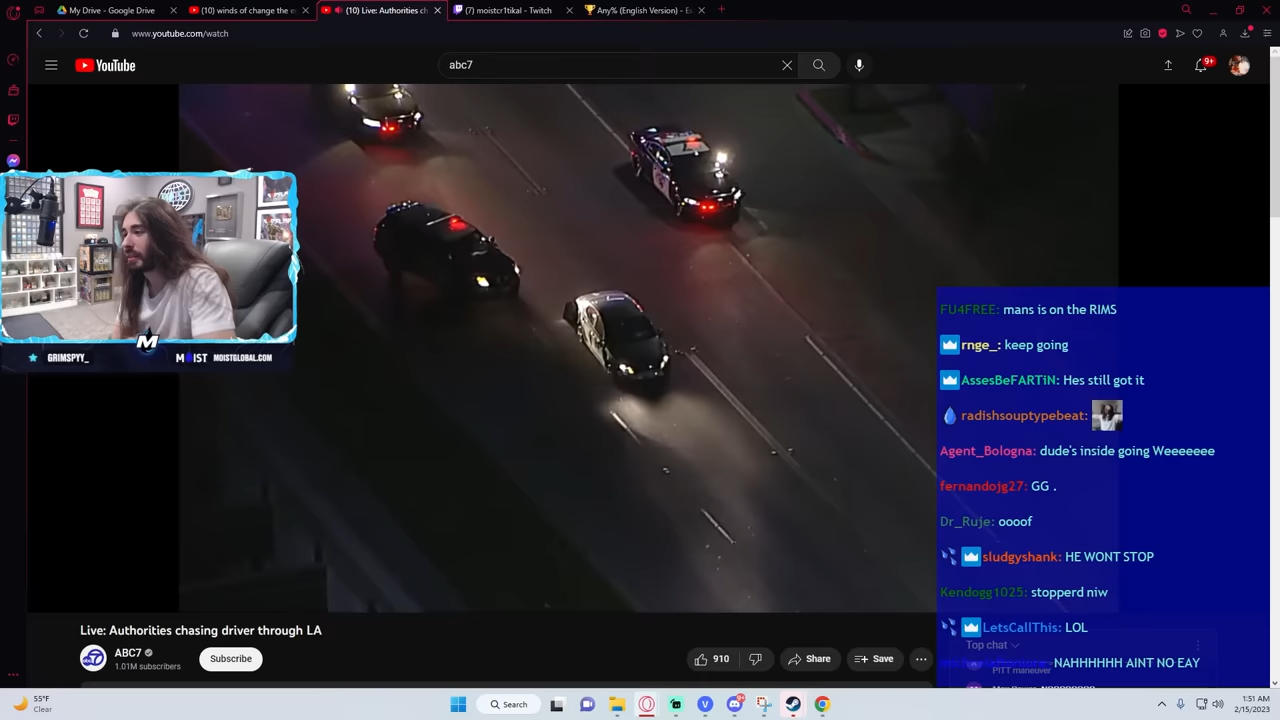 My Drive - Google Drive
(10) winds of change the e
(10) Live: Authorities ch
(7) moistcr1tikal - Twitch
Any% (English Version) - Es
www.youtube.com/watch
YouTube
abc7
9+
FU4FREE: mans is on the RIMS
rnge_: keep going
AssesBeFARTiN: Hes still got it
radishsouptypebeat:
Agent_Bologna: dude's inside going Weeeeeee
fernandojg27: GG .
Dr_Ruje: oooof
sludgyshank: HE WONT STOP
Kendogg1025: stopperd niw
LetsCallThis: LOL
NAHHHHHH AINT NO EAY
GRIMSPYY_
M
MOIST
MOISTGLOBAL.COM
Live: Authorities chasing driver through LA
ABC7
1.01M subscribers
Subscribe
910
Share
Save
Top chat
PITT maneuver
55°F
Clear
Search
1:51 AM
2/15/2023